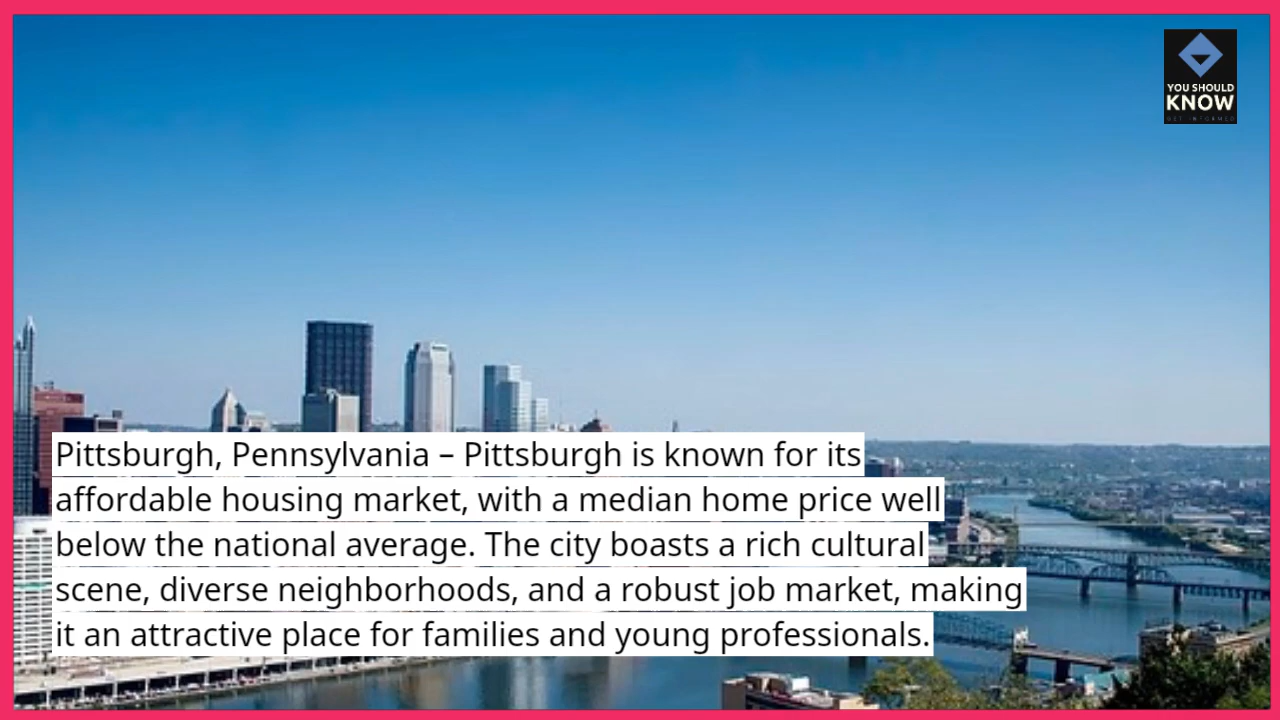 YOU SHOULD
KNOW
GET INFORMED
Pittsburgh, Pennsylvania – Pittsburgh is known for its
affordable housing market, with a median home price well
below the national average. The city boasts a rich cultural
scene, diverse neighborhoods, and a robust job market, making
it an attractive place for families and young professionals.